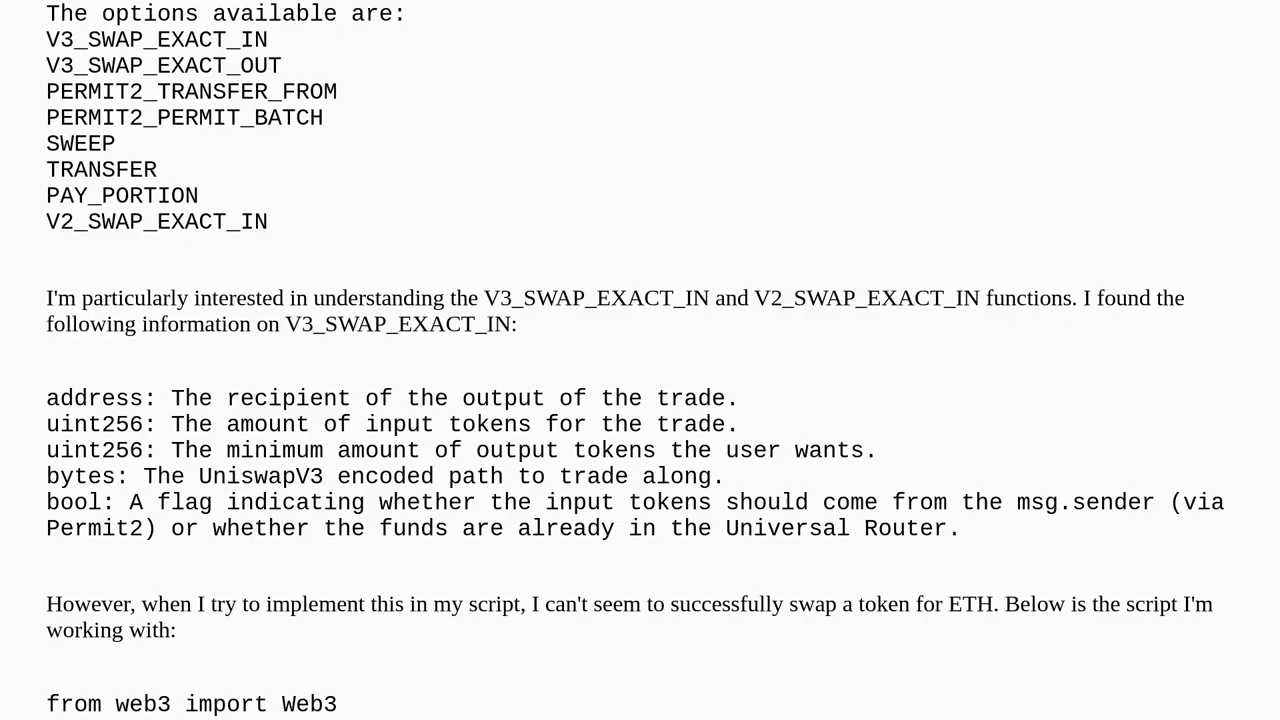 The options available are:
V3_SWAP_EXACT_IN
V3_SWAP_EXACT_OUT
PERMIT2_TRANSFER_FROM
PERMIT2_PERMIT_BATCH
SWEEP
TRANSFER
PAY_PORTION
V2_SWAP_EXACT_IN
I'm particularly interested in understanding the V3_SWAP_EXACT_IN and V2_SWAP_EXACT_IN functions. I found the
following information on V3_SWAP_EXACT_IN:
address: The recipient of the output of the trade.
uint256: The amount of input tokens for the trade.
uint256: The minimum amount of output tokens the user wants.
bytes: The UniswapV3 encoded path to trade along.
bool: A flag indicating whether the input tokens should come from the msg.sender (via
Permit2) or whether the funds are already in the Universal Router.
However, when I try to implement this in my script, I can't seem to successfully swap a token for ETH. Below is the script I'm
working with:
from web3 import Web3